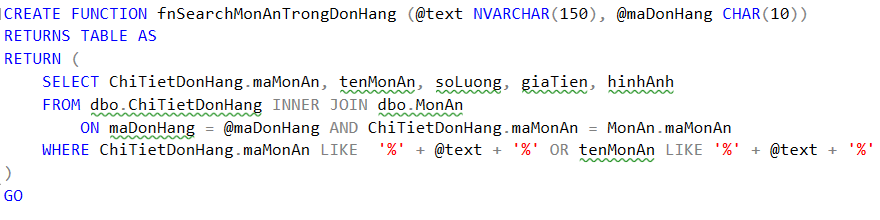 CREATE FUNCTION fnSearchMonAnTrongDonHang (@text NVARCHAR(150), @maDonHang CHAR(10))
RETURNS TABLE AS
RETURN (
    SELECT ChiTietDonHang.maMonAn, tenMonAn, soLuong, giaTien, hinhAnh
    FROM dbo.ChiTietDonHang INNER JOIN dbo.MonAn
        ON maDonHang = @maDonHang AND ChiTietDonHang.maMonAn = MonAn.maMonAn
    WHERE ChiTietDonHang.maMonAn LIKE  '%' + @text + '%' OR tenMonAn LIKE '%' + @text + '%'
)
GO